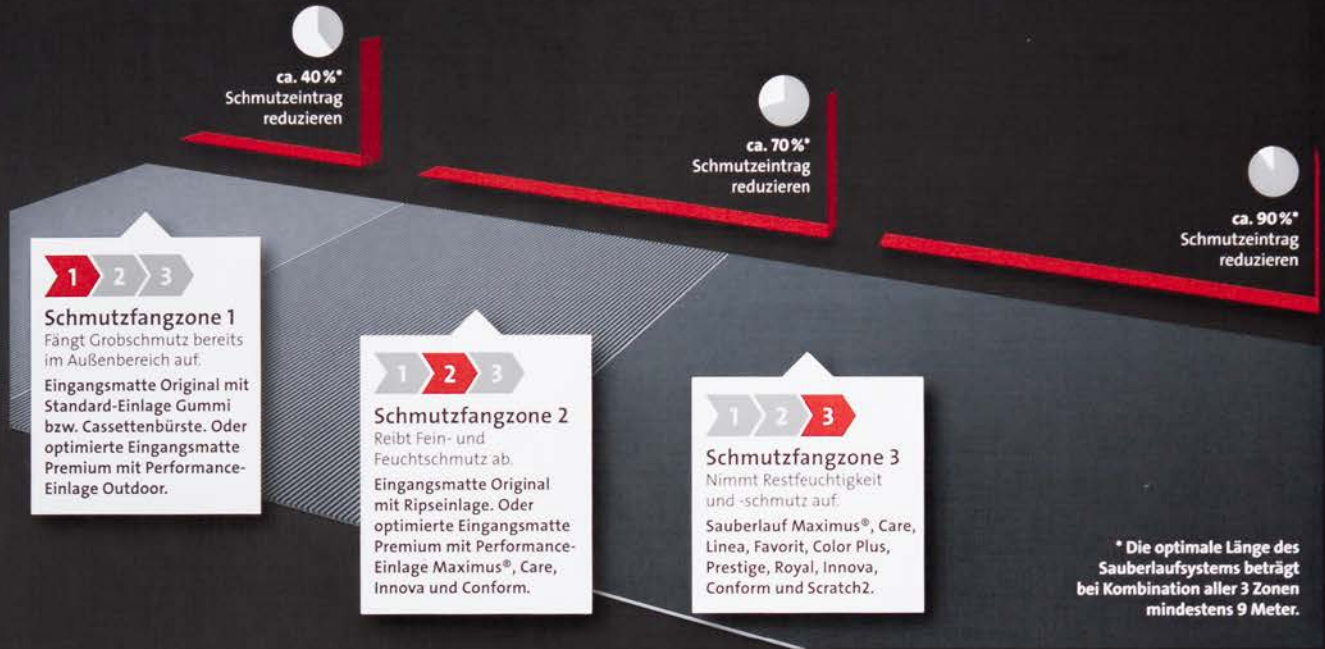 ca. 40 %*
Schmutzeintrag
reduzieren
ca. 70 %*
Schmutzeintrag
reduzieren
ca. 90 %*
Schmutzeintrag
reduzieren
1 2 3
Schmutzfangzone 1
Fängt Grobschmutz bereits
im Außenbereich auf.
Eingangsmatte Original mit
Standard-Einlage Gummi
bzw. Cassettenbürste. Oder
optimierte Eingangsmatte
Premium mit Performance-
Einlage Outdoor.
1 2 3
Schmutzfangzone 2
Reibt Fein- und
Feuchtschmutz ab.
Eingangsmatte Original
mit Ripseinlage. Oder
optimierte Eingangsmatte
Premium mit Performance-
Einlage Maximus®, Care,
Innova und Conform.
1 2 3
Schmutzfangzone 3
Nimmt Restfeuchtigkeit
und -schmutz auf.
Sauberlauf Maximus®, Care,
Linea, Favorit, Color Plus,
Prestige, Royal, Innova,
Conform und Scratch2.
* Die optimale Länge des
Sauberlaufsystems beträgt
bei Kombination aller 3 Zonen
mindestens 9 Meter.